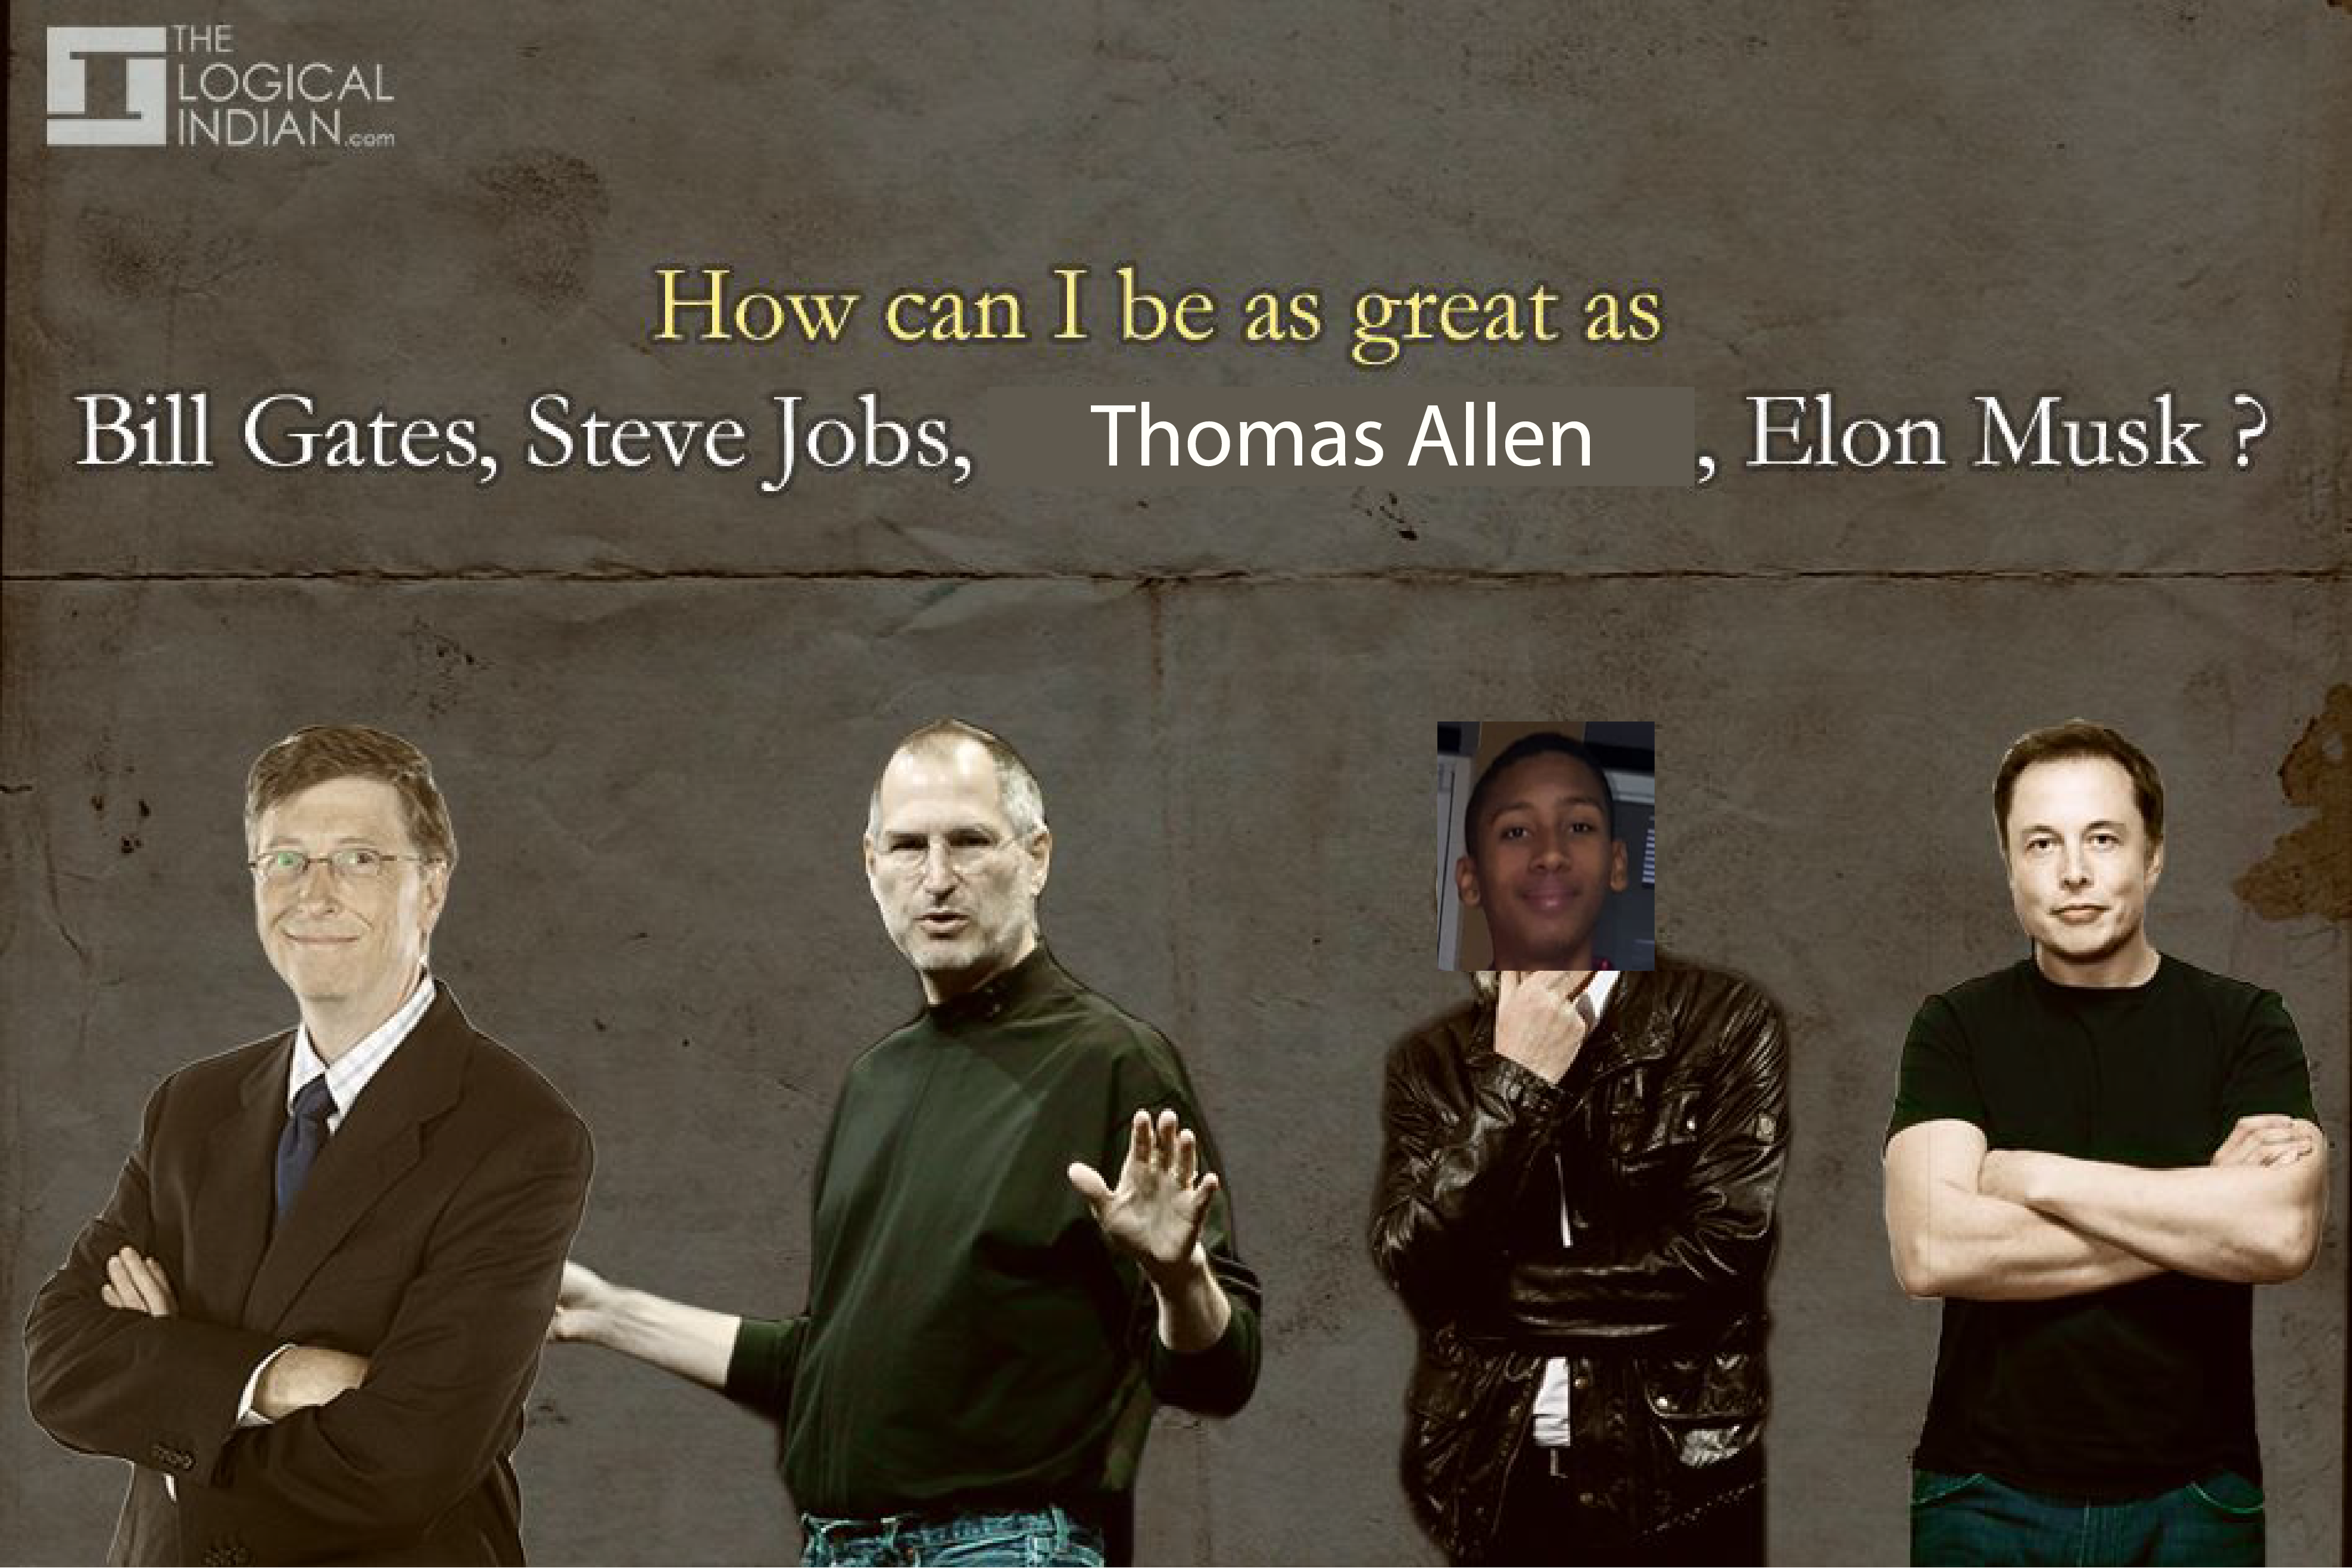 THE
LOGICAL
INDIAN.com
How can I be as great as
Bill Gates, Steve Jobs, Thomas Allen , Elon Musk ?